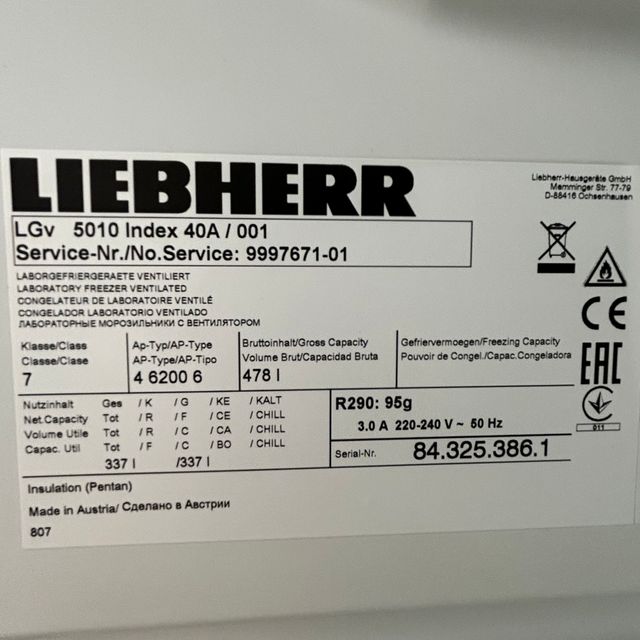 LIEBHERR
Liebherr-Hausgeräte GmbH
Memminger Str. 77-79
D-88416 Ochsenhausen
LGv 5010 Index 40A / 001
Service-Nr./No.Service: 9997671-01
LABORGEFRIERGERAETE VENTILIERT
LABORATORY FREEZER VENTILATED
CONGELATEUR DE LABORATOIRE VENTILÉ
CONGELADOR LABORATORIO VENTILADO
ЛАБОРАТОРНЫЕ МОРОЗИЛЬНИКИ С ВЕНТИЛЯТОРОМ
CE
Klasse/Class
Classe/Clase
7
Ap-Typ/AP-Type
AP-Type/AP-Tipo
4 6200 6
Bruttoinhalt/Gross Capacity
Volume Brut/Capacidad Bruta
478 l
Gefriervermoegen/Freezing Capacity
Pouvoir de Congel./Capac.Congeladora
EAC
011
Nutzinhalt Ges / K / G / KE / KALT
Net.Capacity Tot / R / F / CE / CHILL
Volume Utile Tot / R / C / CA / CHILL
Capac. Util Tot / F / C / BO / CHILL
337 l /337 l
R290: 95g
3.0 A 220-240 V ~ 50 Hz
Serial-Nr. 84.325.386.1
Insulation (Pentan)
Made in Austria/ Сделано в Австрии
807